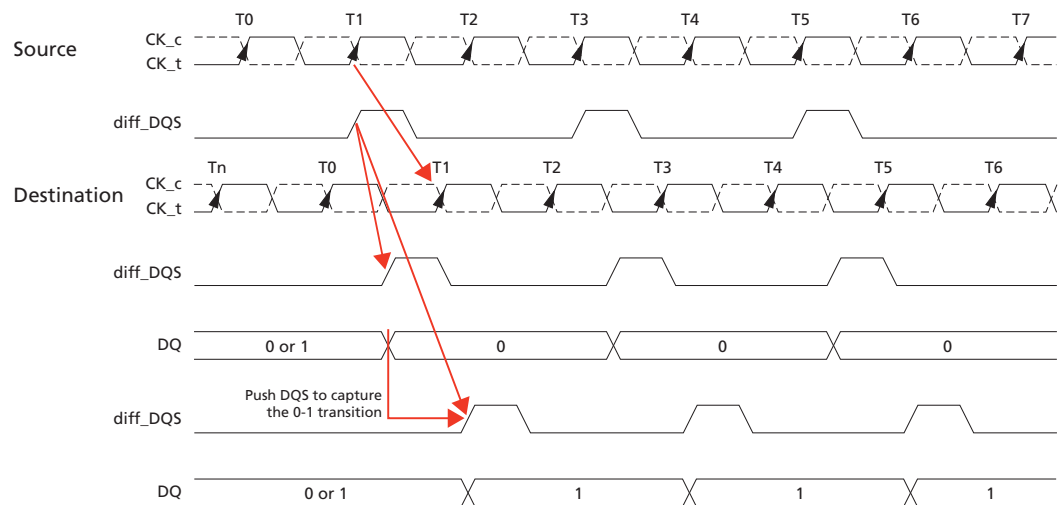 T0 T1 T2 T3 T4 T5 T6 T7
Source
CK_c
CK_t
diff_DQS
Tn T0 T1 T2 T3 T4 T5 T6
Destination
CK_c
CK_t
diff_DQS
DQ 0 or 1 0 0 0
Push DQS to capture
the 0-1 transition
diff_DQS
DQ 0 or 1 1 1 1